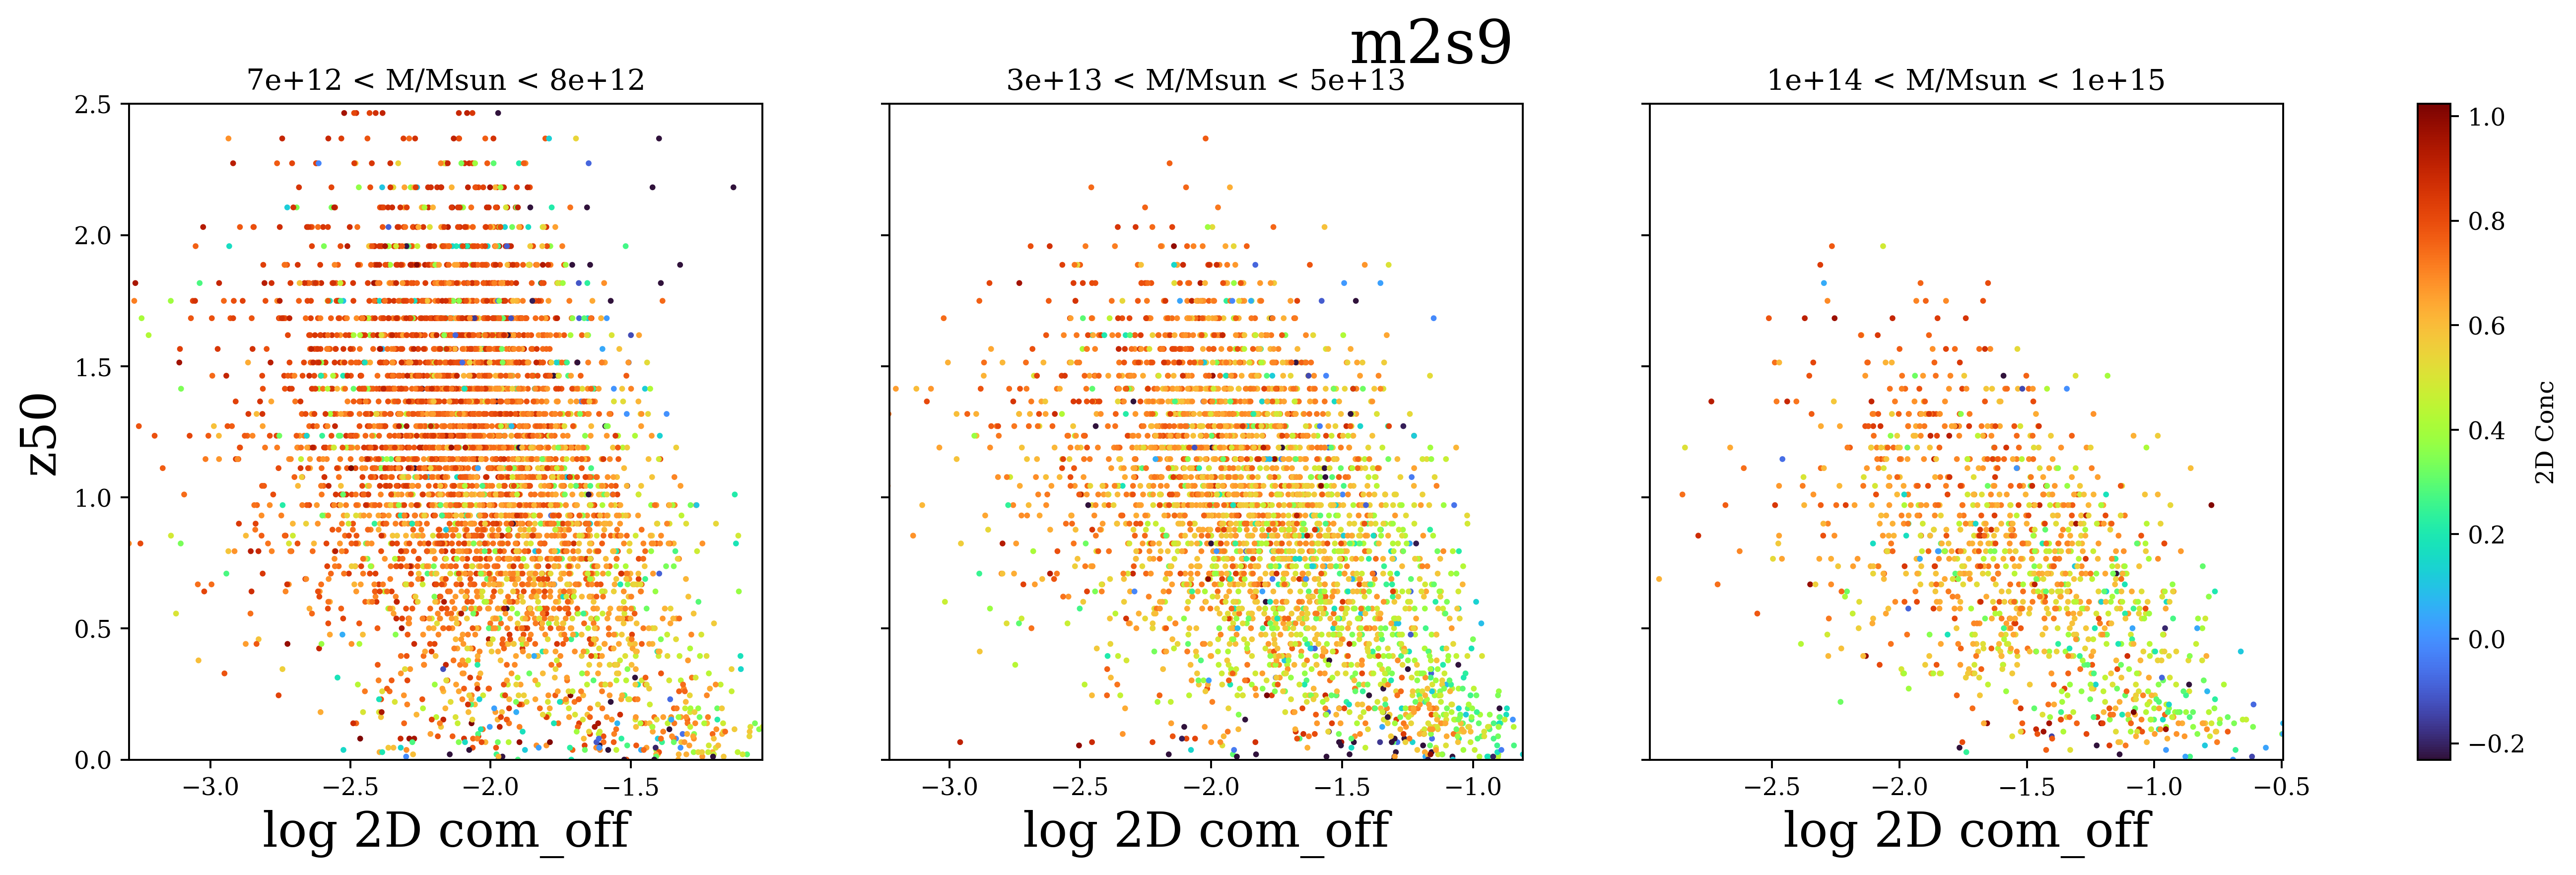 m2s9
7e+12 < M/Msun < 8e+12
3e+13 < M/Msun < 5e+13
1e+14 < M/Msun < 1e+15
z50
2.5
2.0
1.5
1.0
0.5
0.0
−3.0 −2.5 −2.0 −1.5
−3.0 −2.5 −2.0 −1.5 −1.0
−2.5 −2.0 −1.5 −1.0 −0.5
log 2D com_off
log 2D com_off
log 2D com_off
1.0
0.8
0.6
0.4
0.2
0.0
−0.2
2D Conc